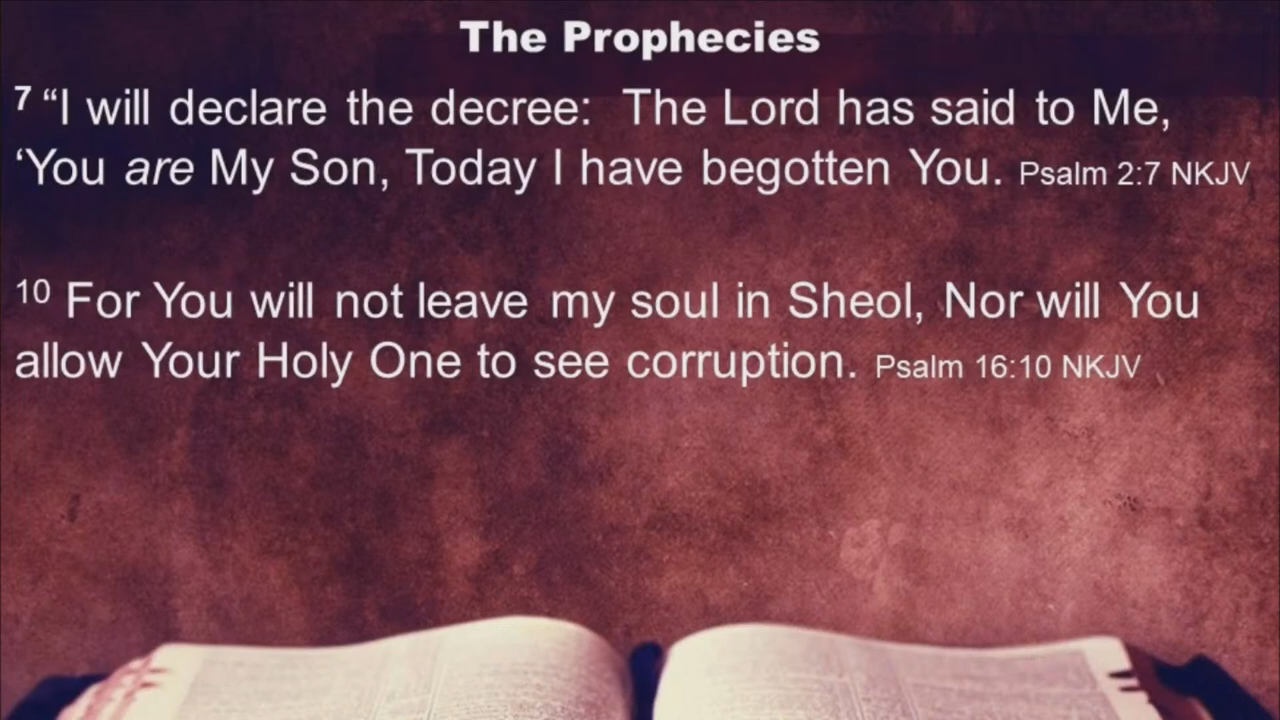 The Prophecies
7 “I will declare the decree: The Lord has said to Me,
‘You are My Son, Today I have begotten You. Psalm 2:7 NKJV
10 For You will not leave my soul in Sheol, Nor will You
allow Your Holy One to see corruption. Psalm 16:10 NKJV